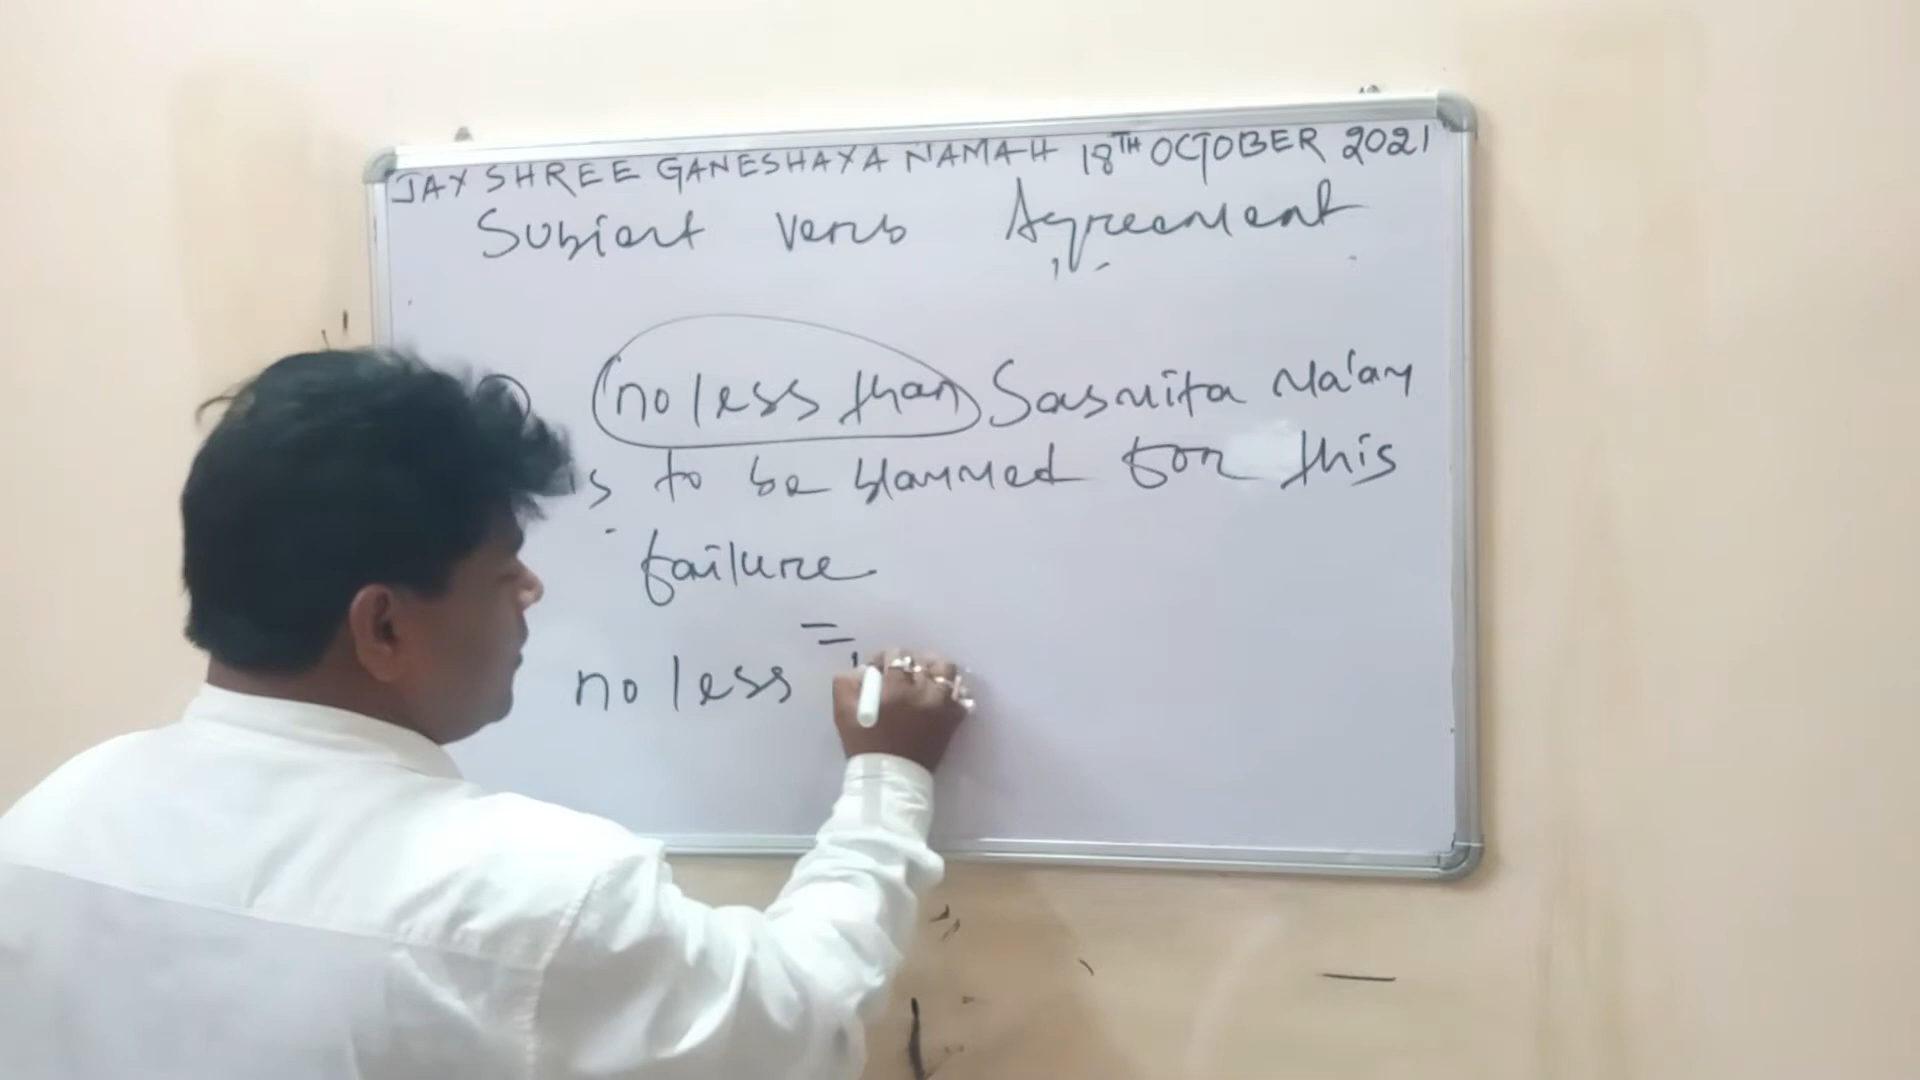 JAY SHREE GANESHAYA NAMAH 18TH OCTOBER 2021
Subject verb Agreement
no less than Sasmita Ma'am
is to be blammed for this
failure
=
no less